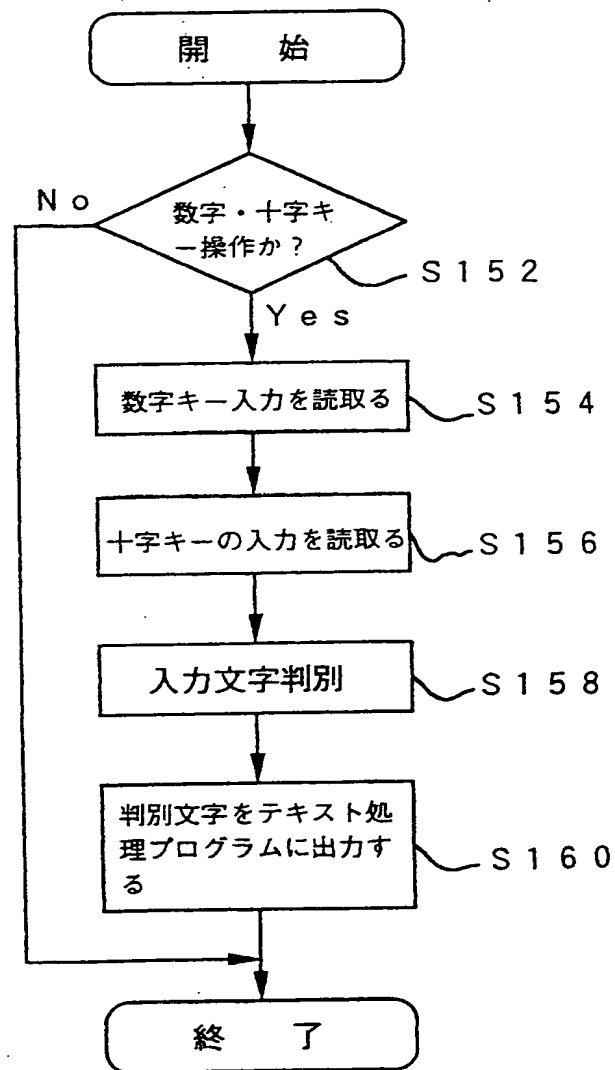 開　始
No
数字・十字キ
ー操作か？
S152
Yes
数字キー入力を読取る
S154
十字キーの入力を読取る
S156
入力文字判別
S158
判別文字をテキスト処
理プログラムに出力す
る
S160
終　了